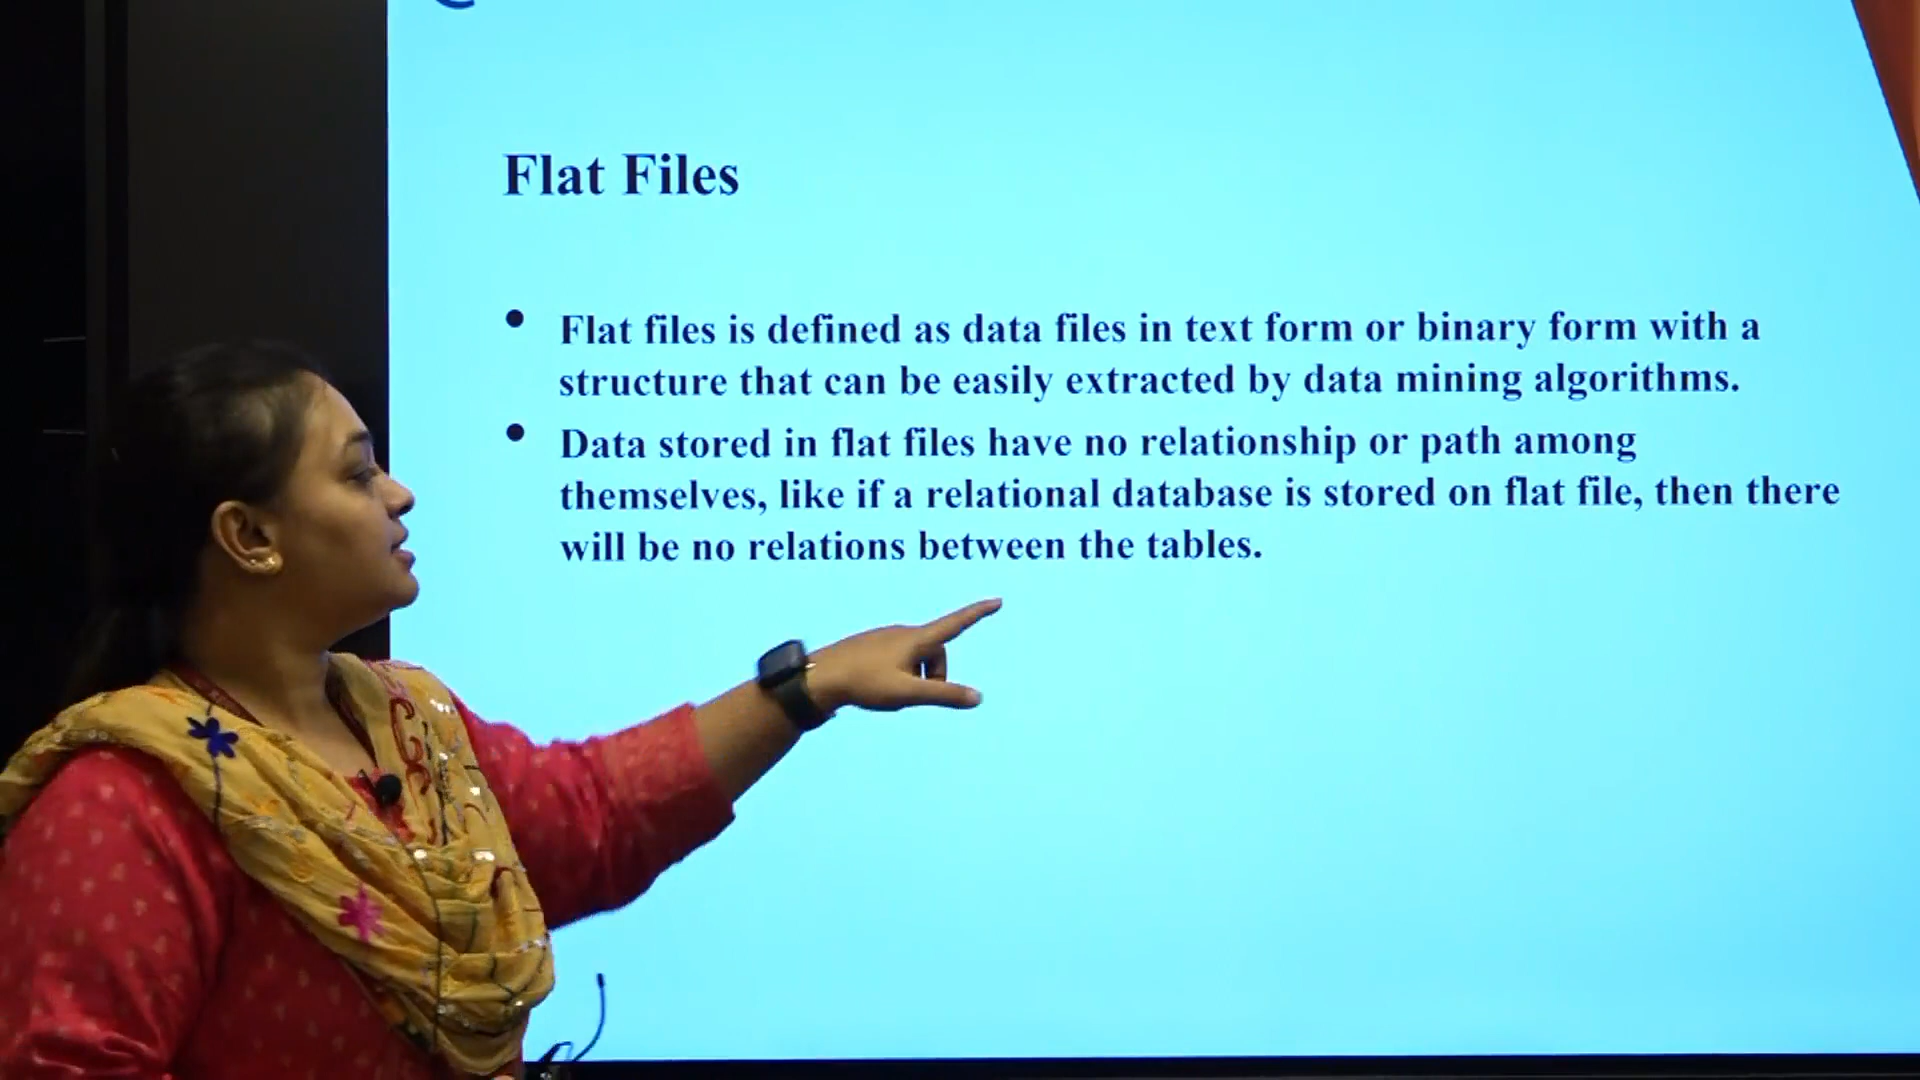 Flat Files
• Flat files is defined as data files in text form or binary form with a
structure that can be easily extracted by data mining algorithms.
• Data stored in flat files have no relationship or path among
themselves, like if a relational database is stored on flat file, then there
will be no relations between the tables.